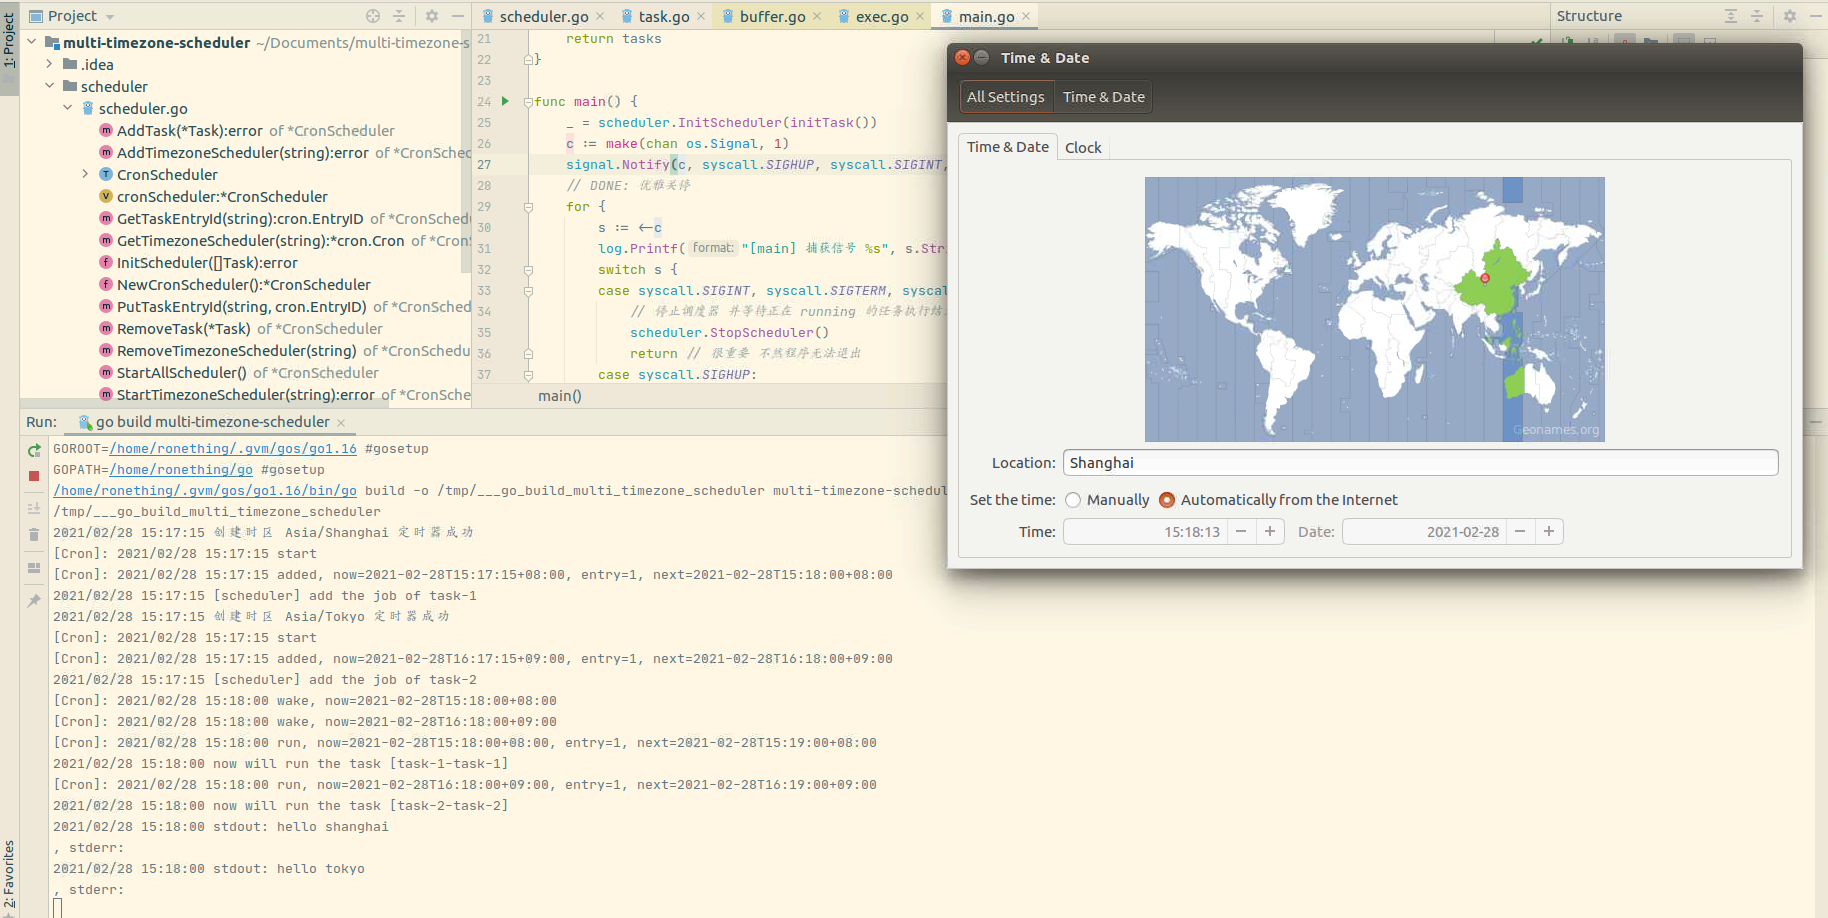 1: Project
Project
multi-timezone-scheduler ~/Documents/multi-timezone-s
.idea
scheduler
scheduler.go
AddTask(*Task):error of *CronScheduler
AddTimezoneScheduler(string):error of *CronSchec
CronScheduler
cronScheduler:*CronScheduler
GetTaskEntryId(string):cron.EntryID of *CronSchedu
GetTimezoneScheduler(string):*cron.Cron of *Cron
InitScheduler([]Task):error
NewCronScheduler():*CronScheduler
PutTaskEntryId(string, cron.EntryID) of *CronSched
RemoveTask(*Task) of *CronScheduler
RemoveTimezoneScheduler(string) of *CronSchedu
StartAllScheduler() of *CronScheduler
StartTimezoneScheduler(string):error of *CronSche
scheduler.go
task.go
buffer.go
exec.go
main.go
21 return tasks
22 }
23
24 func main() {
25 _ = scheduler.InitScheduler(initTask())
26 c := make(chan os.Signal, 1)
27 signal.Notify(c, syscall.SIGHUP, syscall.SIGINT,
28 // DONE: 优雅关停
29 for {
30 s := <-c
31 log.Printf( format: "[main] 捕获信号 %s", s.Stri
32 switch s {
33 case syscall.SIGINT, syscall.SIGTERM, syscal
34 // 停止调度器 并等待正在 running 的任务执行结
35 scheduler.StopScheduler()
36 return // 很重要 不然程序无法退出
37 case syscall.SIGHUP:
main()
Structure
Time & Date
All Settings
Time & Date
Time & Date
Clock
Geonames.org
Location: Shanghai
Set the time: Manually Automatically from the Internet
Time: 15:18:13 − + Date: 2021-02-28 − +
Run: go build multi-timezone-scheduler
GOROOT=/home/ronething/.gvm/gos/go1.16 #gosetup
GOPATH=/home/ronething/go #gosetup
/home/ronething/.gvm/gos/go1.16/bin/go build -o /tmp/___go_build_multi_timezone_scheduler multi-timezone-schedul
/tmp/___go_build_multi_timezone_scheduler
2021/02/28 15:17:15 创建时区 Asia/Shanghai 定时器成功
[Cron]: 2021/02/28 15:17:15 start
[Cron]: 2021/02/28 15:17:15 added, now=2021-02-28T15:17:15+08:00, entry=1, next=2021-02-28T15:18:00+08:00
2021/02/28 15:17:15 [scheduler] add the job of task-1
2021/02/28 15:17:15 创建时区 Asia/Tokyo 定时器成功
[Cron]: 2021/02/28 15:17:15 start
[Cron]: 2021/02/28 15:17:15 added, now=2021-02-28T16:17:15+09:00, entry=1, next=2021-02-28T16:18:00+09:00
2021/02/28 15:17:15 [scheduler] add the job of task-2
[Cron]: 2021/02/28 15:18:00 wake, now=2021-02-28T15:18:00+08:00
[Cron]: 2021/02/28 15:18:00 wake, now=2021-02-28T16:18:00+09:00
[Cron]: 2021/02/28 15:18:00 run, now=2021-02-28T15:18:00+08:00, entry=1, next=2021-02-28T15:19:00+08:00
2021/02/28 15:18:00 now will run the task [task-1-task-1]
[Cron]: 2021/02/28 15:18:00 run, now=2021-02-28T16:18:00+09:00, entry=1, next=2021-02-28T16:19:00+09:00
2021/02/28 15:18:00 now will run the task [task-2-task-2]
2021/02/28 15:18:00 stdout: hello shanghai
, stderr:
2021/02/28 15:18:00 stdout: hello tokyo
, stderr:
2: Favorites